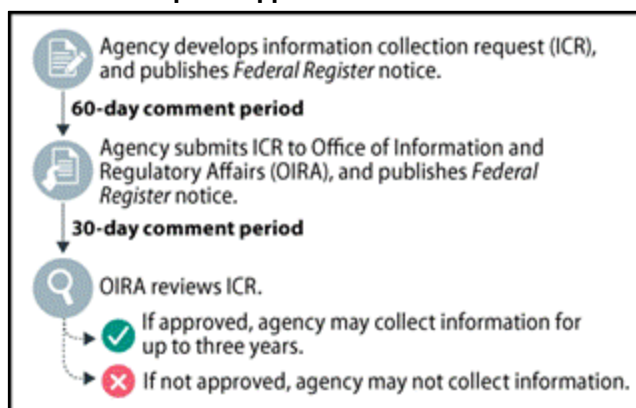 Agency develops information collection request (ICR),
and publishes Federal Register notice.
60-day comment period
Agency submits ICR to Office of Information and
Regulatory Affairs (OIRA), and publishes Federal
Register notice.
30-day comment period
OIRA reviews ICR.
If approved, agency may collect information for
up to three years.
If not approved, agency may not collect information.